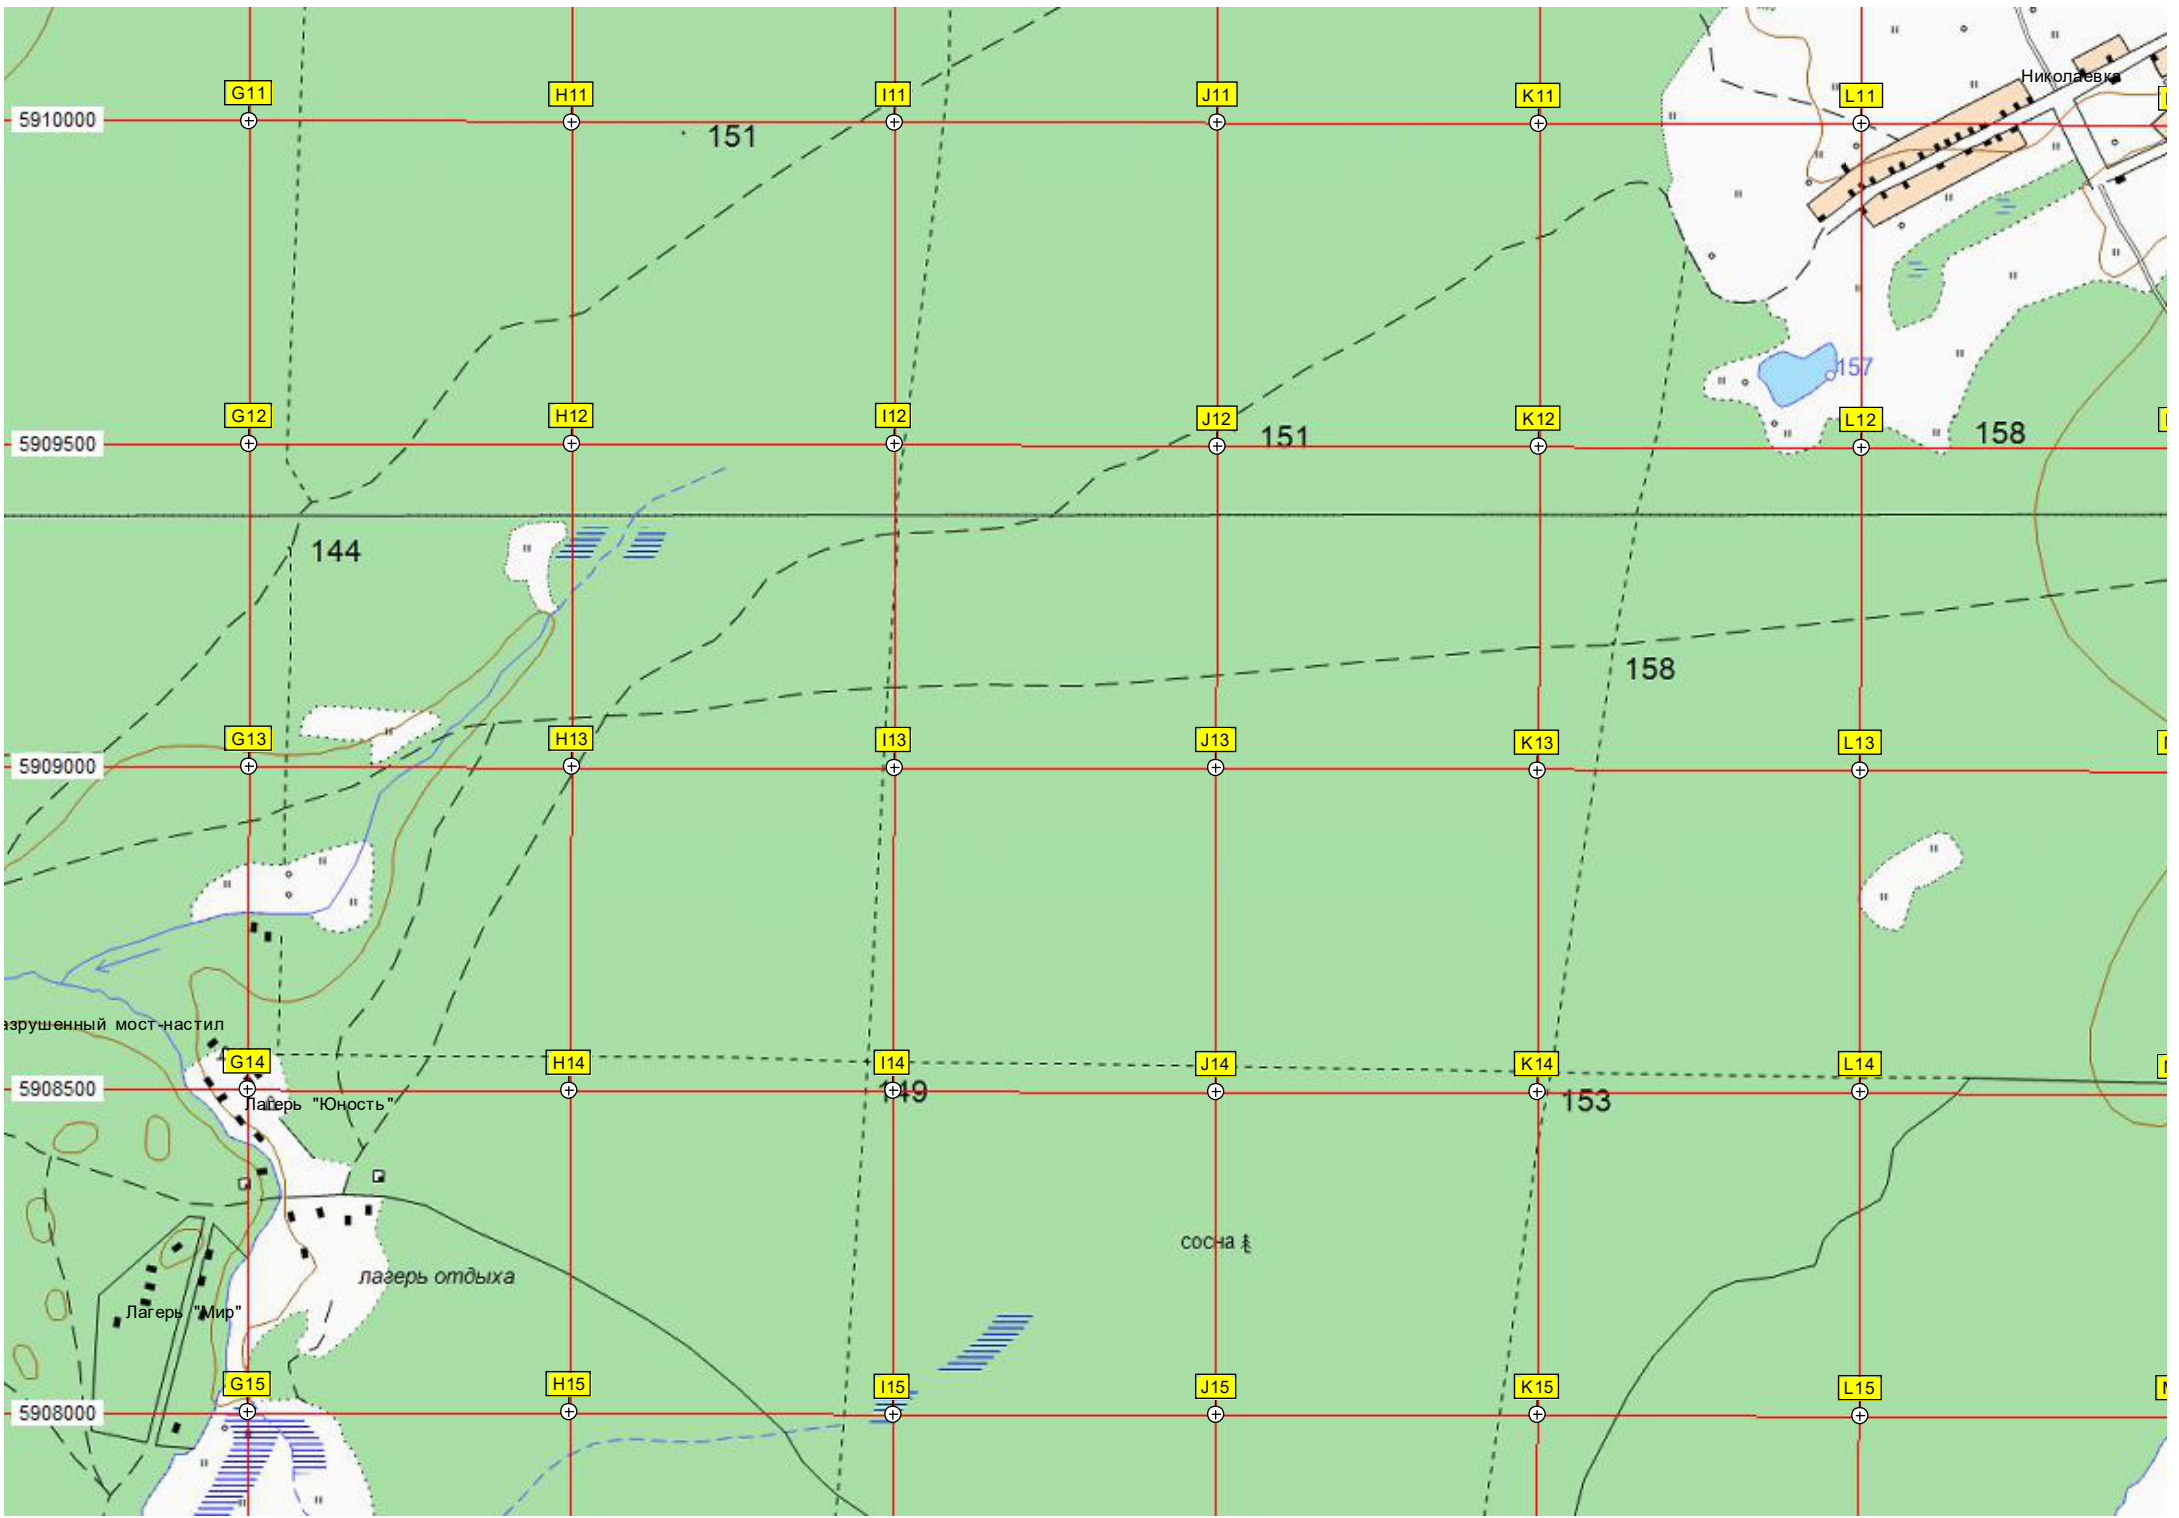 Николаевка
G11 H11 I11 J11 K11 L11
5910000
151
157
G12 H12 I12 J12 K12 L12
5909500
151
158
144
158
G13 H13 I13 J13 K13 L13
5909000
азрушенный мост-настил
G14 H14 I14 J14 K14 L14
5908500
149
153
Лагерь "Юность"
сосна
лагерь отдыха
Лагерь "Мир"
G15 H15 I15 J15 K15 L15
5908000